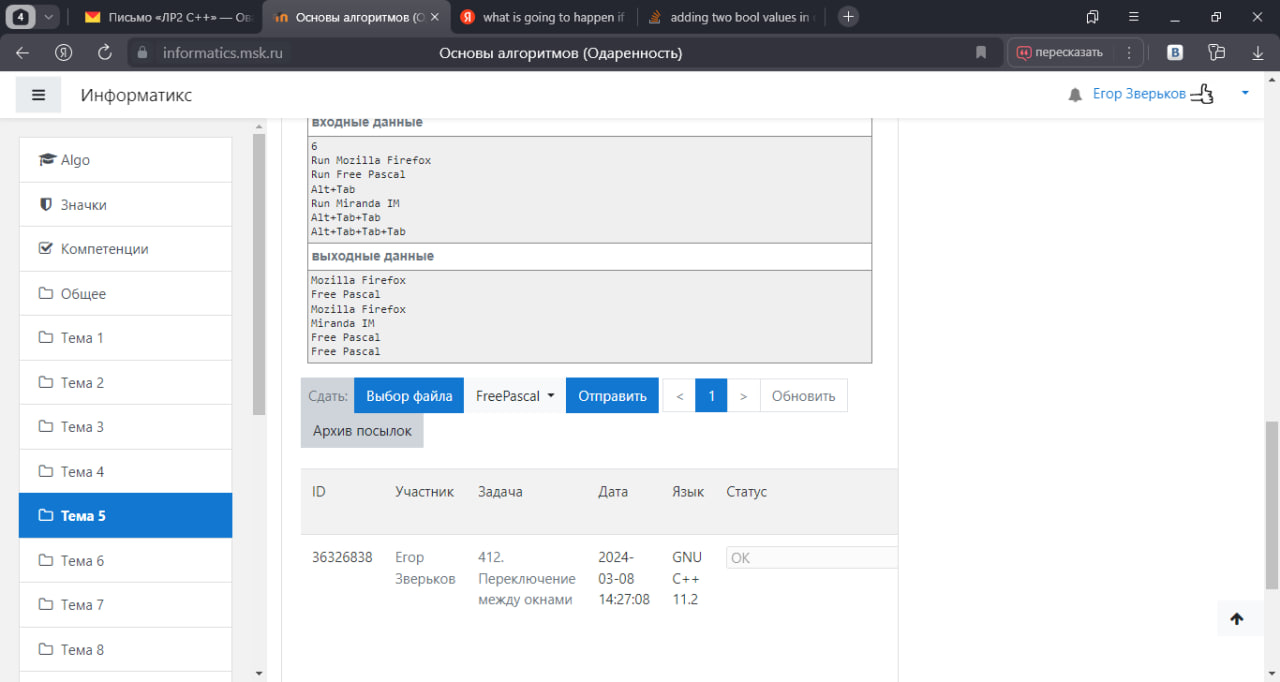 4
Письмо «ЛР2 C++» — Ов
Основы алгоритмов (О
what is going to happen if
adding two bool values in
informatics.msk.ru
Основы алгоритмов (Одаренность)
пересказать
Информатикс
Егор Зверьков
Algo
Значки
Компетенции
Общее
Тема 1
Тема 2
Тема 3
Тема 4
Тема 5
Тема 6
Тема 7
Тема 8
входные данные
6
Run Mozilla Firefox
Run Free Pascal
Alt+Tab
Run Miranda IM
Alt+Tab+Tab
Alt+Tab+Tab+Tab
выходные данные
Mozilla Firefox
Free Pascal
Mozilla Firefox
Miranda IM
Free Pascal
Free Pascal
Сдать: Выбор файла FreePascal Отправить < 1 > Обновить
Архив посылок
ID Участник Задача Дата Язык Статус
36326838 Егор 412. 2024- GNU OK
Зверьков Переключение 03-08 C++
между окнами 14:27:08 11.2